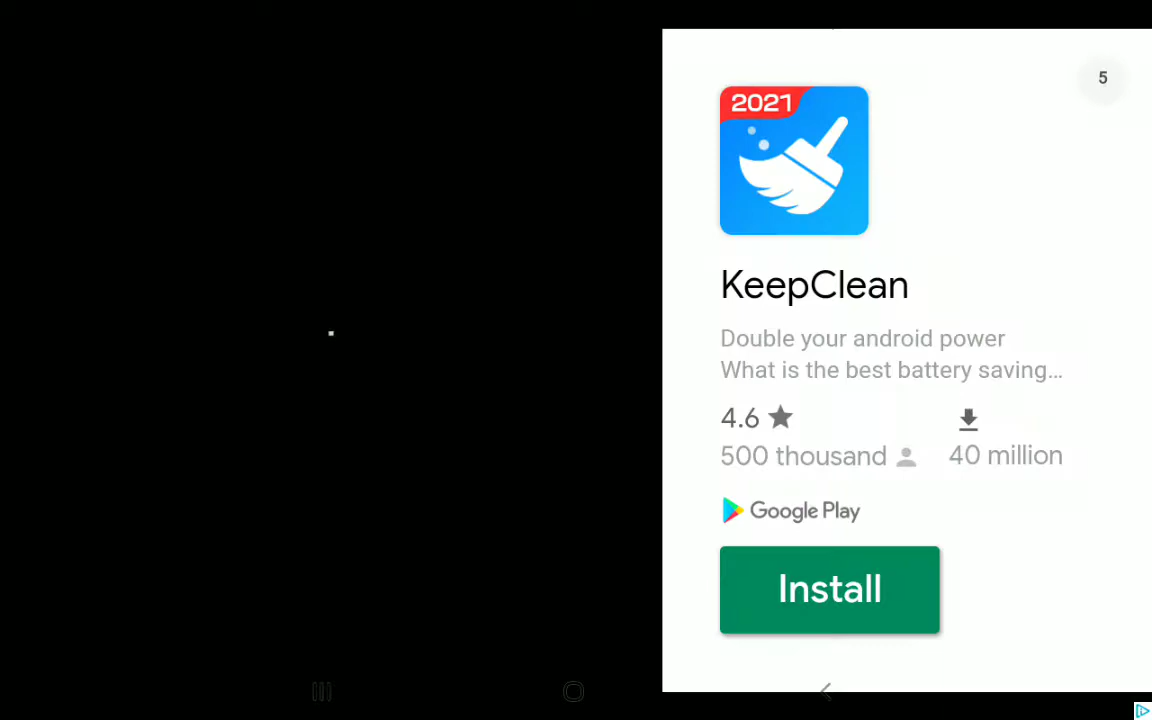 5
2021
KeepClean
Double your android power
What is the best battery saving...
4.6
500 thousand
40 million
Google Play
Install